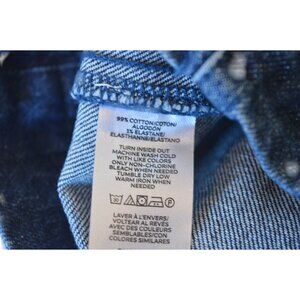 99% COTTON/COTON/
ALGODÓN
1% ELASTANE/
ELASTHANNE/ELASTANO
TURN INSIDE OUT
MACHINE WASH COLD
WITH LIKE COLORS
ONLY NON-CHLORINE
BLEACH WHEN NEEDED
TUMBLE DRY LOW
WARM IRON WHEN
NEEDED
LAVER À L'ENVERS/
VOLTEAR AL REVÉS
AVEC DES COULEURS
SEMBLABLES/CON
COLORES SIMILARES